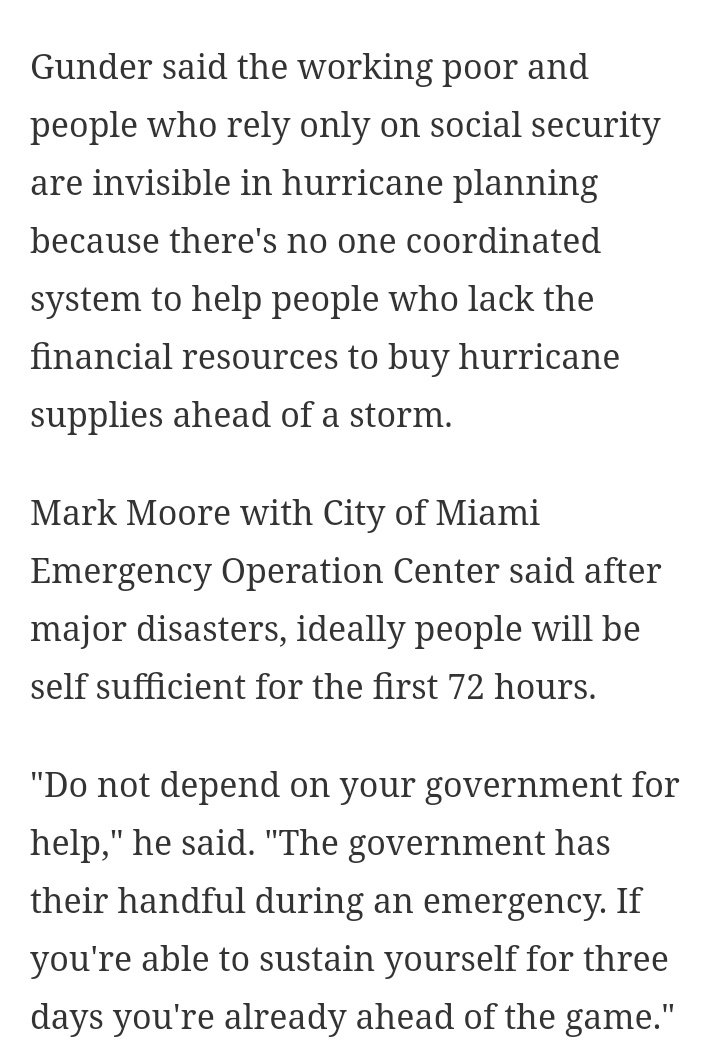 Gunder said the working poor and
people who rely only on social security
are invisible in hurricane planning
because there's no one coordinated
system to help people who lack the
financial resources to buy hurricane
supplies ahead of a storm.
Mark Moore with City of Miami
Emergency Operation Center said after
major disasters, ideally people will be
self sufficient for the first 72 hours.
"Do not depend on your government for
help," he said. "The government has
their handful during an emergency. If
you're able to sustain yourself for three
days you're already ahead of the game."